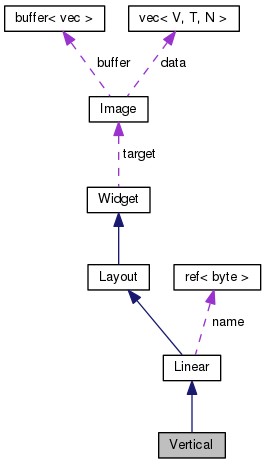 buffer< vec >
vec< V, T, N >
buffer
data
Image
target
Widget
Layout
ref< byte >
name
Linear
Vertical